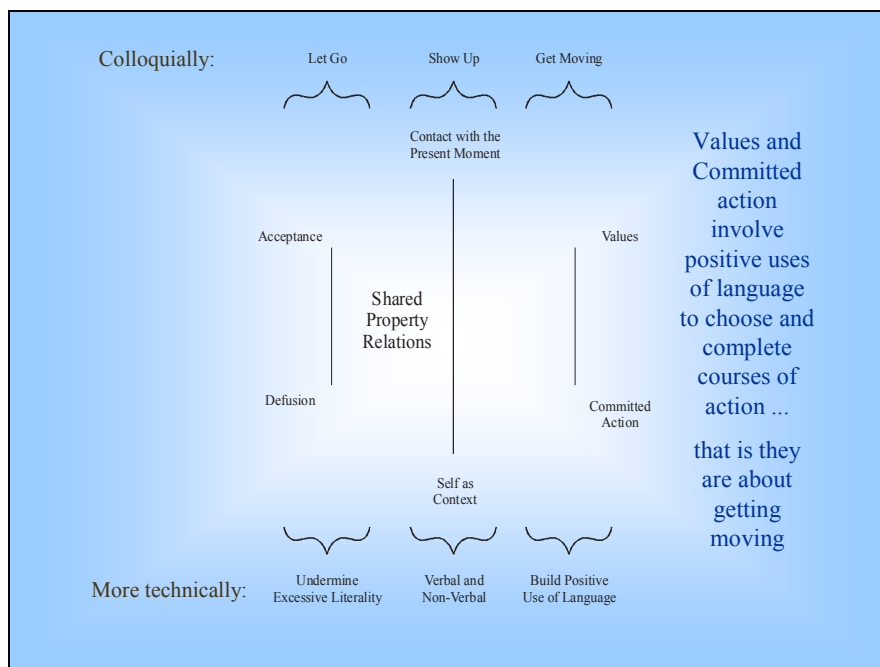 Colloquially:
Let Go
Show Up
Get Moving
Contact with the
Present Moment
Acceptance
Values
Shared
Property
Relations
Defusion
Committed
Action
Self as
Context
Values and
Committed
action
involve
positive uses
of language
to choose and
complete
courses of
action ...
that is they
are about
getting
moving
More technically:
Undermine
Excessive Literality
Verbal and
Non-Verbal
Build Positive
Use of Language